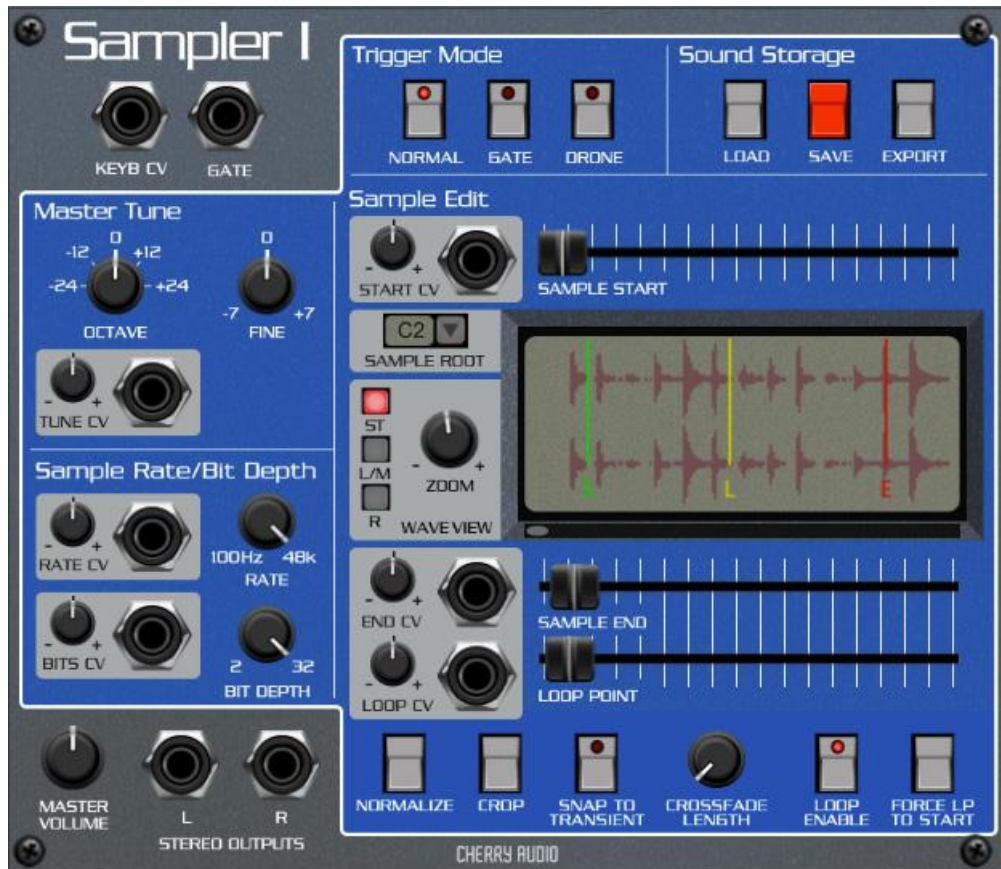 Sampler I
KEYB CV
GATE
Trigger Mode
NORMAL GATE DRONE
Sound Storage
LOAD SAVE EXPORT
Master Tune
0
-12 +12
-24 +24
OCTAVE
0
-7 +7
FINE
- +
TUNE CV
Sample Rate/Bit Depth
- +
RATE CV
100Hz 48k
RATE
- +
BITS CV
2 32
BIT DEPTH
Sample Edit
- +
START CV
SAMPLE START
C2
SAMPLE ROOT
ST
L/M
R
- +
ZOOM
WAVE VIEW
S L E
- +
END CV
SAMPLE END
- +
LOOP CV
LOOP POINT
NORMALIZE
CROP
SNAP TO
TRANSIENT
CROSSFADE
LENGTH
LOOP
ENABLE
FORCE LP
TO START
MASTER
VOLUME
L R
STEREO OUTPUTS
CHERRY AUDIO